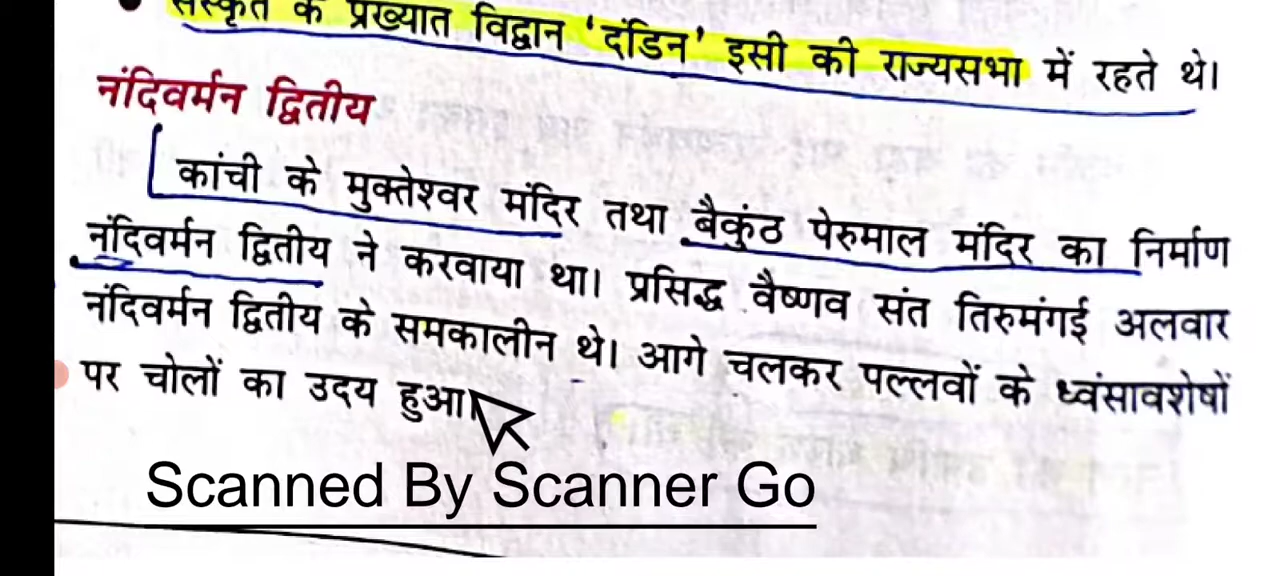 संस्कृत के प्रख्यात विद्वान 'दंडिन' इसी की राज्यसभा में रहते थे।
नंदिवर्मन द्वितीय
कांची के मुक्तेश्वर मंदिर तथा बैकुंठ पेरुमाल मंदिर का निर्माण
नंदिवर्मन द्वितीय ने करवाया था। प्रसिद्ध वैष्णव संत तिरुमंगई अलवार
नंदिवर्मन द्वितीय के समकालीन थे। आगे चलकर पल्लवों के ध्वंसावशेषों
पर चोलों का उदय हुआ।
Scanned By Scanner Go